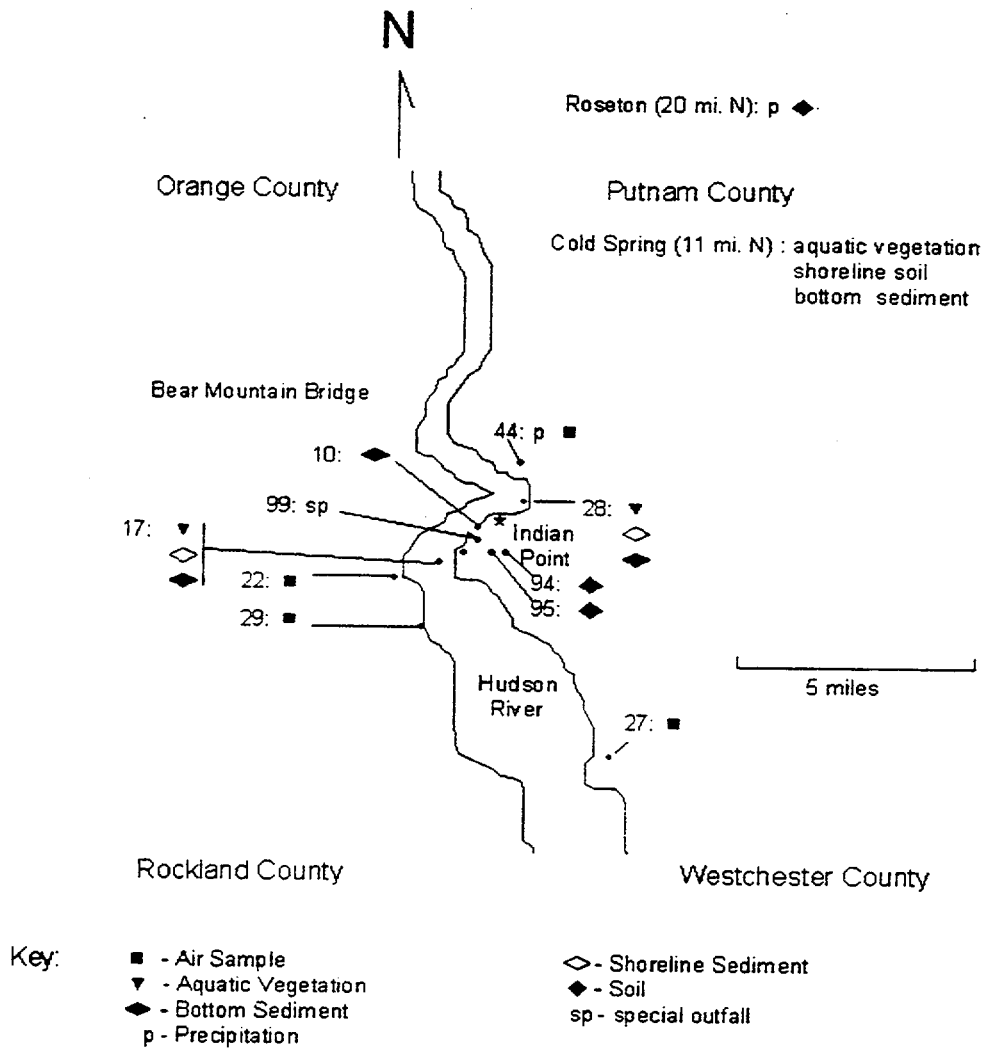 N
Roseton (20 mi. N): p
Orange County
Putnam County
Cold Spring (11 mi. N) : aquatic vegetation
shoreline soil
bottom sediment
Bear Mountain Bridge
44: p
10:
99: sp
28:
17:
Indian
Point
22:
94:
95:
29:
5 miles
Hudson
River
27:
Rockland County
Westchester County
Key:
- Air Sample
- Aquatic Vegetation
- Bottom Sediment
p - Precipitation
- Shoreline Sediment
- Soil
sp - special outfall